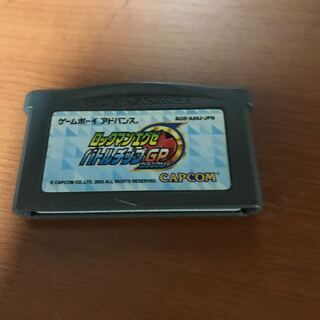 ゲームボーイ アドバンス
AGB-A89J-JPN
ロックマン・エグゼ
バトルチップGP
© CAPCOM CO.,LTD. 2003 ALL RIGHTS RESERVED.
CAPCOM